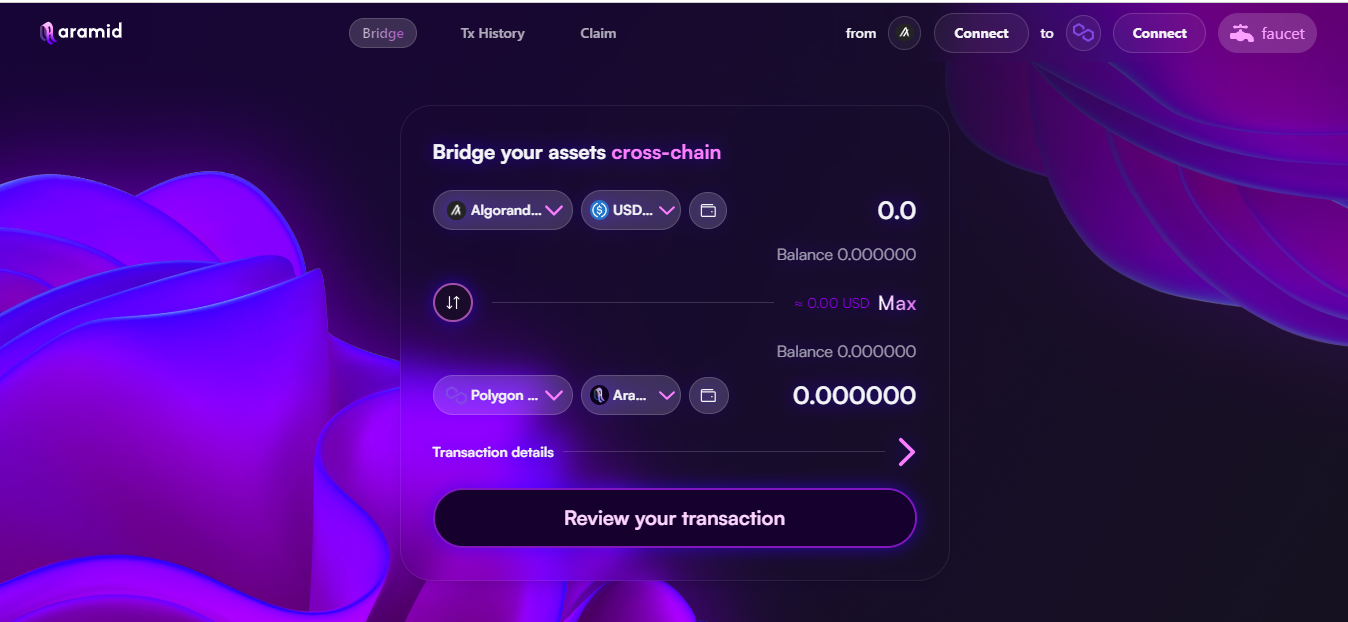 aramid Bridge Tx History Claim from Connect to Connect faucet
Bridge your assets cross-chain
Algorand... USD... 0.0
Balance 0.000000
≈ 0.00 USD Max
Balance 0.000000
Polygon ... Ara... 0.000000
Transaction details
Review your transaction